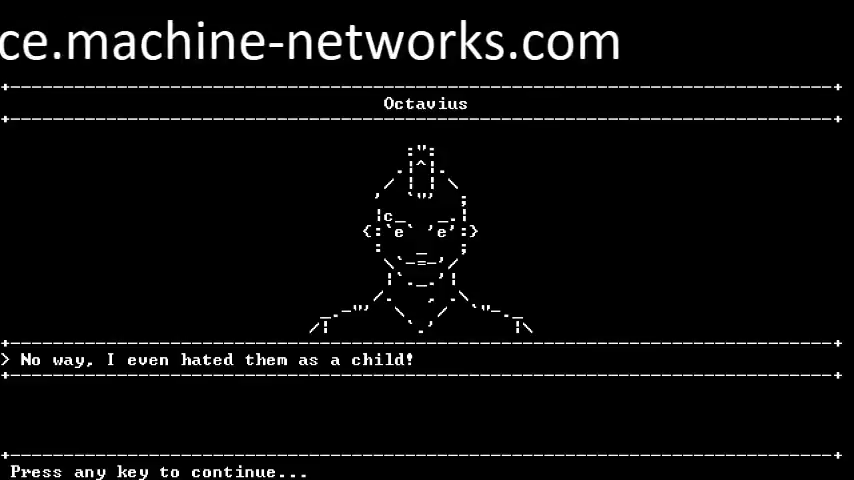 ce.machine-networks.com
Octavius
> No way, I even hated them as a child!
Press any key to continue...